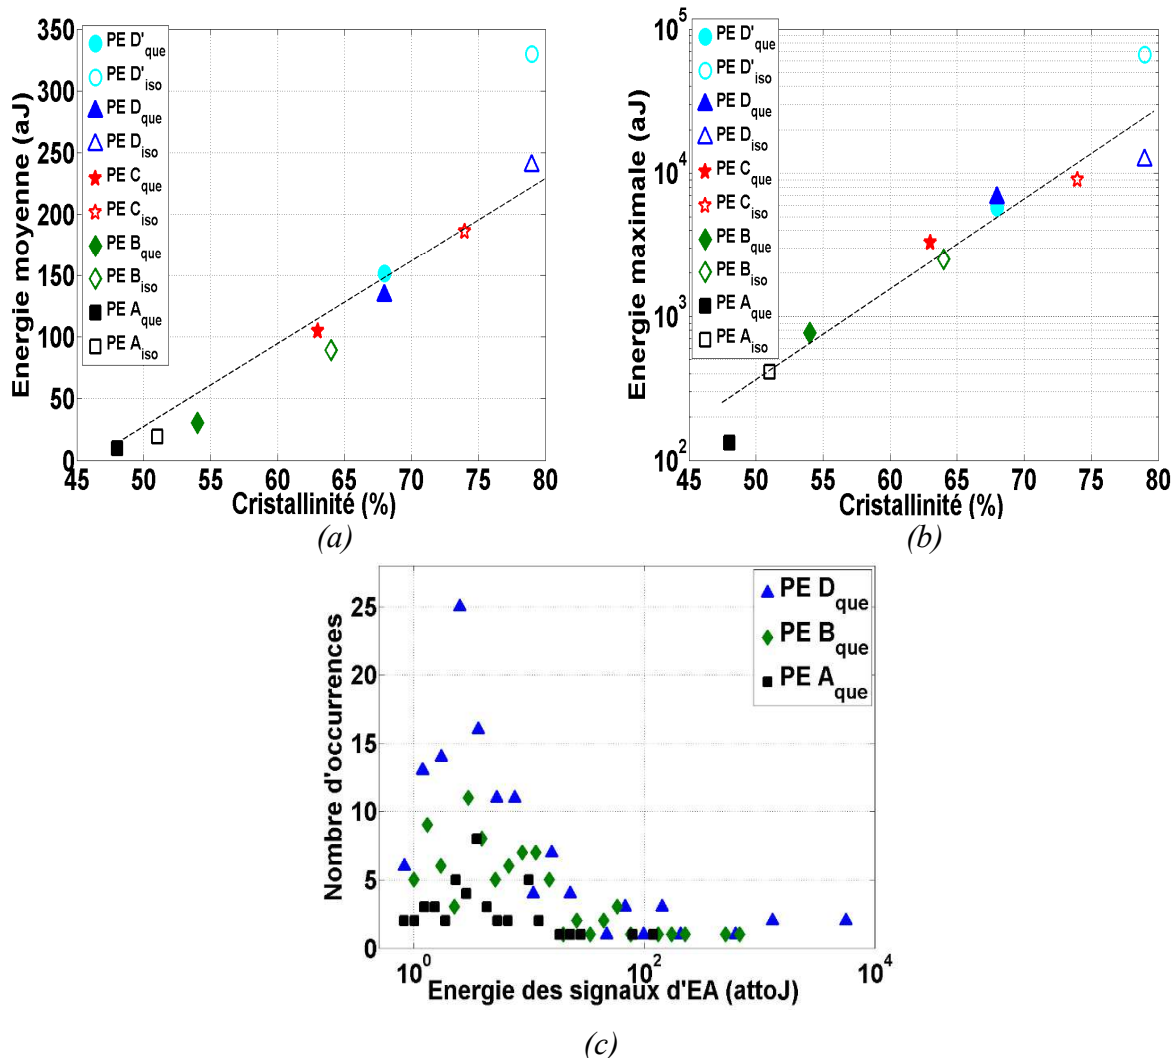 350
300
250
200
150
100
50
0
Energie moyenne (aJ)
PE D'que
PE D'iso
PE Dque
PE Diso
PE Cque
PE Ciso
PE Bque
PE Biso
PE Aque
PE Aiso
45 50 55 60 65 70 75 80
Cristallinité (%)
(a)
10^5
10^4
10^3
10^2
Energie maximale (aJ)
PE D'que
PE D'iso
PE Dque
PE Diso
PE Cque
PE Ciso
PE Bque
PE Biso
PE Aque
PE Aiso
45 50 55 60 65 70 75 80
Cristallinité (%)
(b)
25
20
15
10
5
0
Nombre d'occurrences
PE Dque
PE Bque
PE Aque
10^0 10^2 10^4
Energie des signaux d'EA (attoJ)
(c)